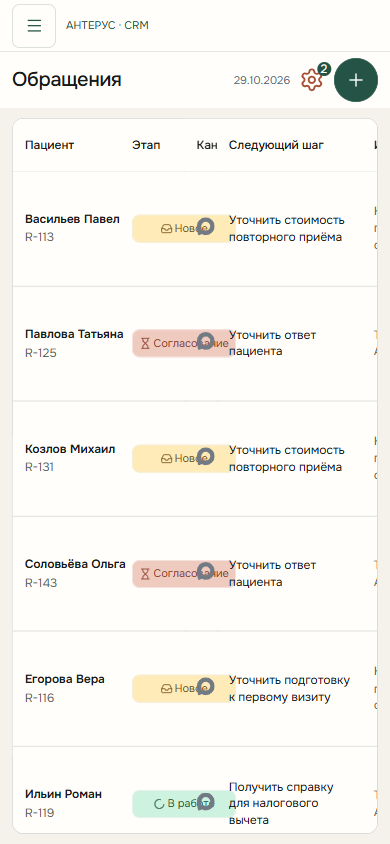 АНТЕРУС · CRM
Обращения
29.10.2026
2
Пациент Этап Кан Следующий шаг
Васильев Павел
R-113
Новое
Уточнить стоимость
повторного приёма
Павлова Татьяна
R-125
Согласование
Уточнить ответ
пациента
Козлов Михаил
R-131
Новое
Уточнить стоимость
повторного приёма
Соловьёва Ольга
R-143
Согласование
Уточнить ответ
пациента
Егорова Вера
R-116
Новое
Уточнить подготовку
к первому визиту
Ильин Роман
R-119
В работе
Получить справку
для налогового
вычета